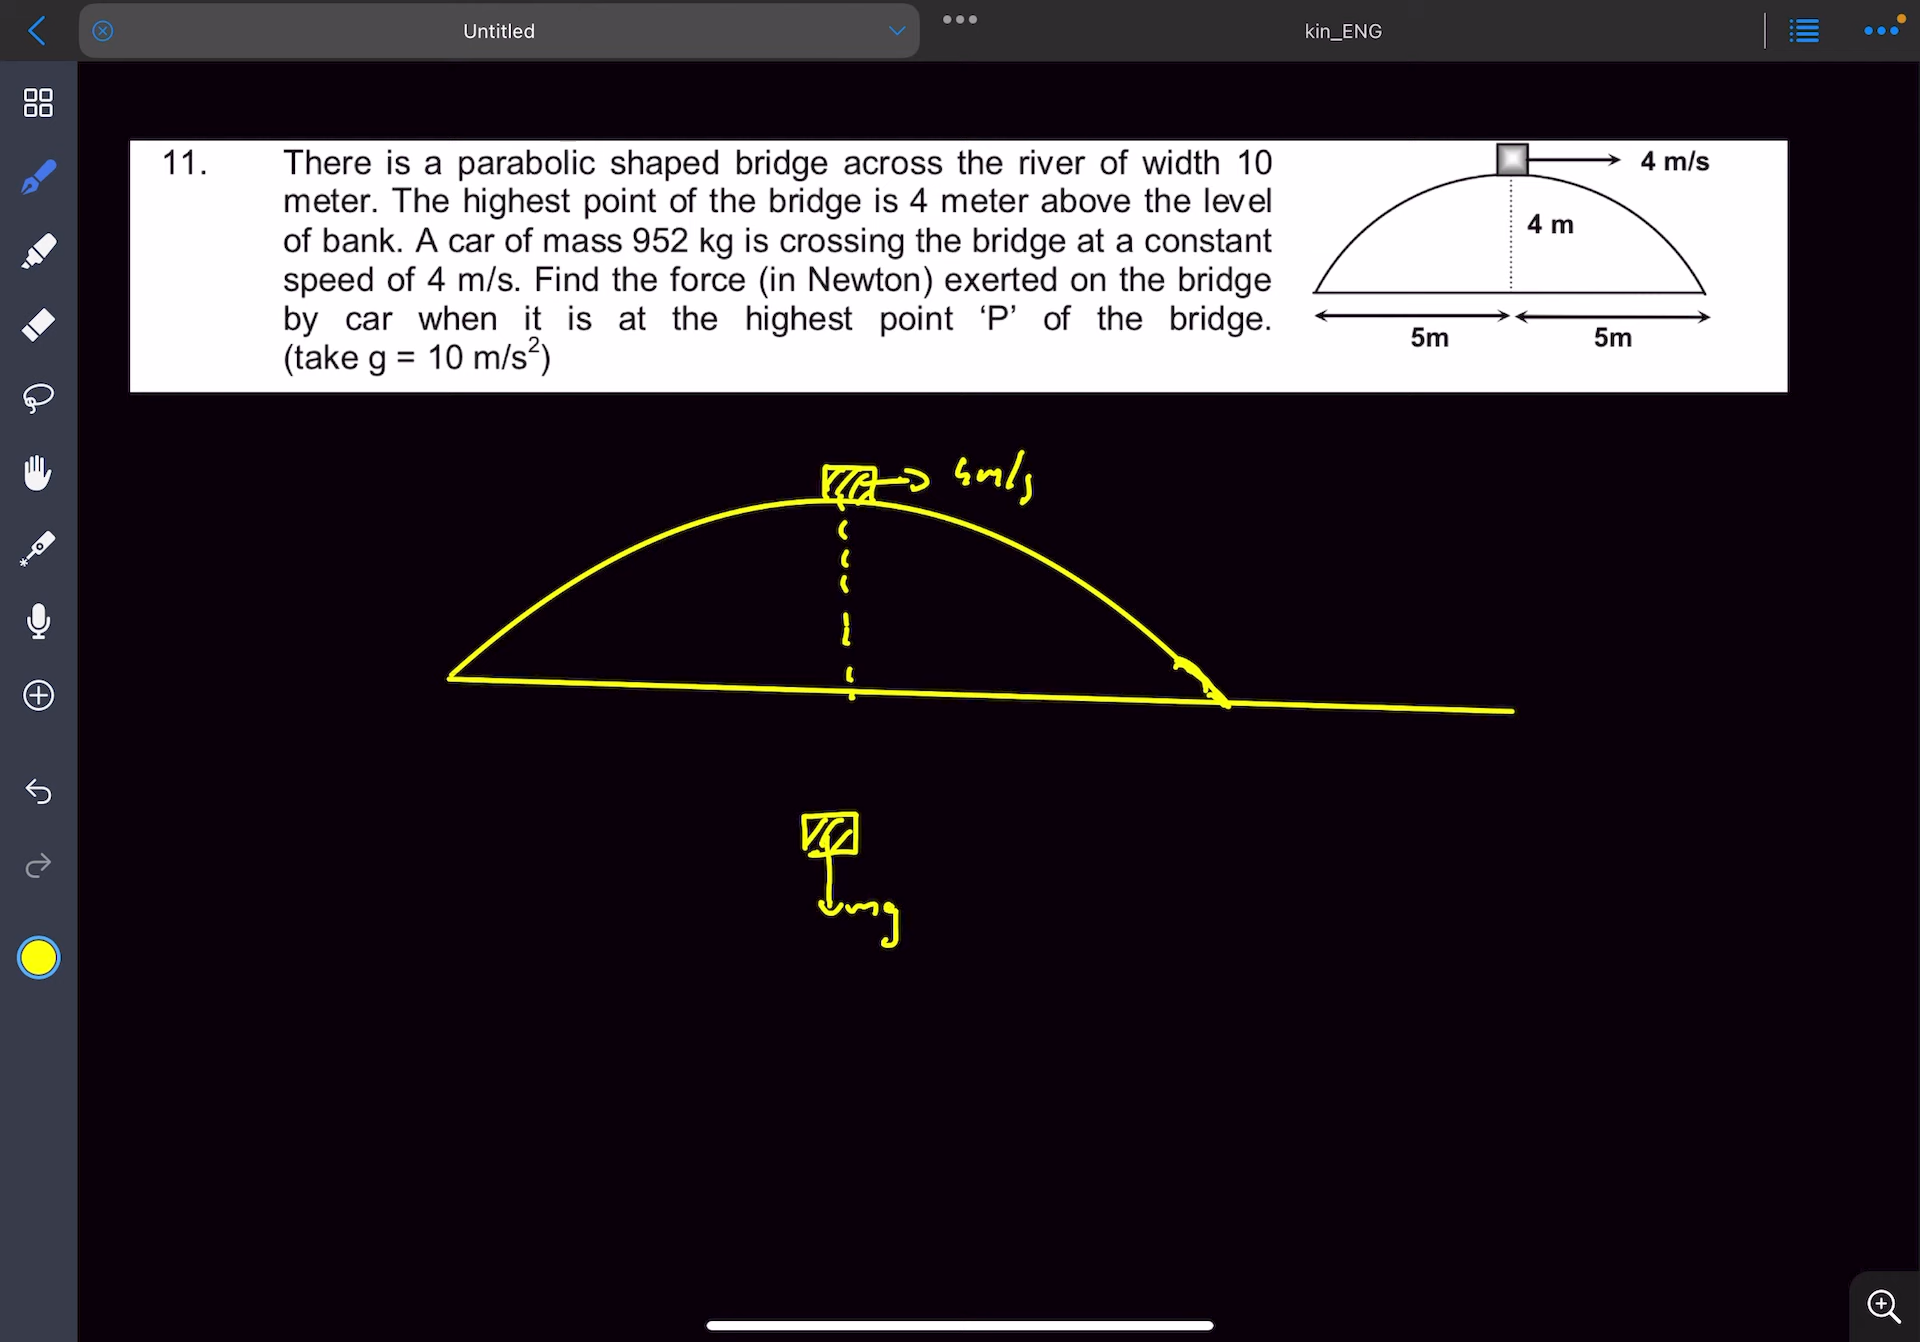 Untitled
kin_ENG
11. There is a parabolic shaped bridge across the river of width 10
meter. The highest point of the bridge is 4 meter above the level
of bank. A car of mass 952 kg is crossing the bridge at a constant
speed of 4 m/s. Find the force (in Newton) exerted on the bridge
by car when it is at the highest point ‘P’ of the bridge.
(take g = 10 m/s²)
4 m/s
4 m
5m 5m
4m/s
mg